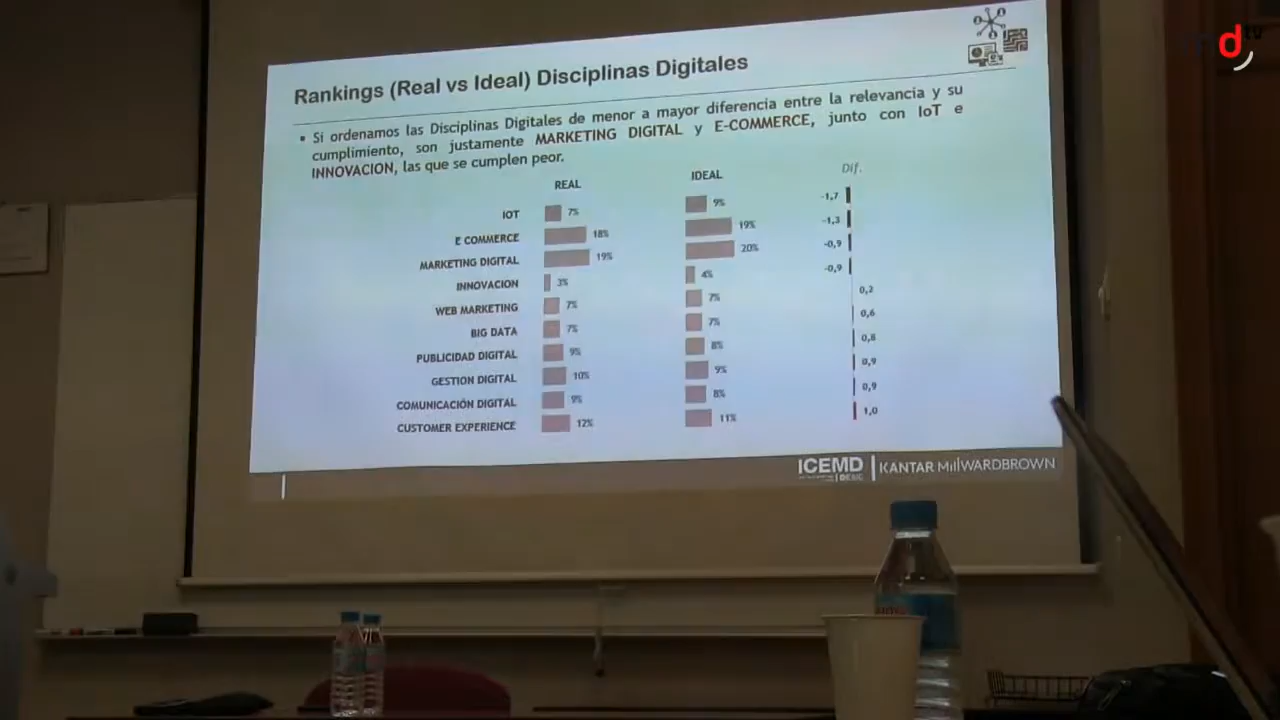 Rankings (Real vs Ideal) Disciplinas Digitales
▪ Si ordenamos las Disciplinas Digitales de menor a mayor diferencia entre la relevancia y su
cumplimiento, son justamente MARKETING DIGITAL y E-COMMERCE, junto con IoT e
INNOVACION, las que se cumplen peor.
REAL IDEAL Dif.
IOT 7% 9% -1,7
E COMMERCE 18% 19% -1,3
MARKETING DIGITAL 19% 20% -0,9
INNOVACION 3% 4% -0,9
WEB MARKETING 7% 7% 0,2
BIG DATA 7% 7% 0,6
PUBLICIDAD DIGITAL 9% 8% 0,8
GESTION DIGITAL 10% 9% 0,9
COMUNICACIÓN DIGITAL 9% 8% 0,9
CUSTOMER EXPERIENCE 12% 11% 1,0
ICEMD | KANTAR MillWARDBROWN
ESIC
d tv